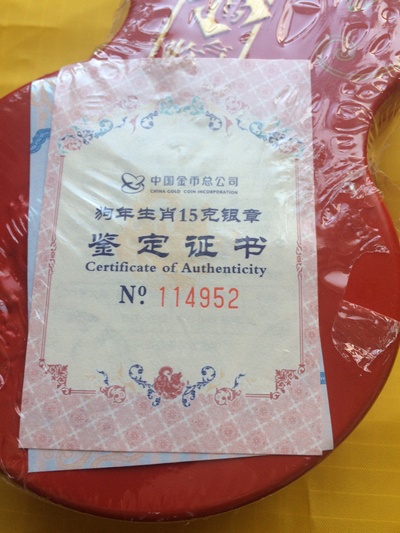 中国金币总公司
CHINA GOLD COIN INCORPORATION
狗年生肖15克银章
鉴定证书
Certificate of Authenticity
Nº 114952